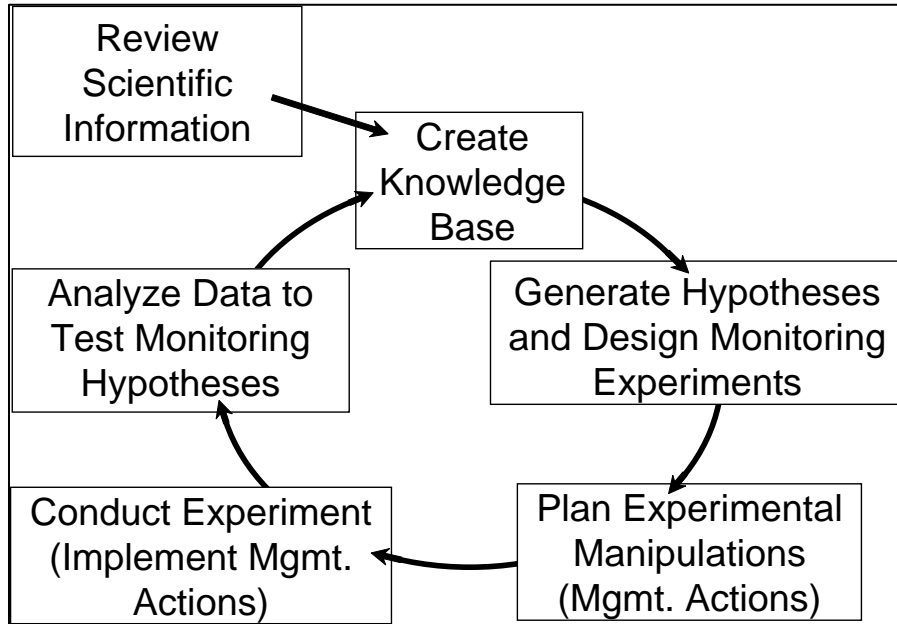 Review
Scientific
Information
Create
Knowledge
Base
Generate Hypotheses
and Design Monitoring
Experiments
Plan Experimental
Manipulations
(Mgmt. Actions)
Conduct Experiment
(Implement Mgmt.
Actions)
Analyze Data to
Test Monitoring
Hypotheses